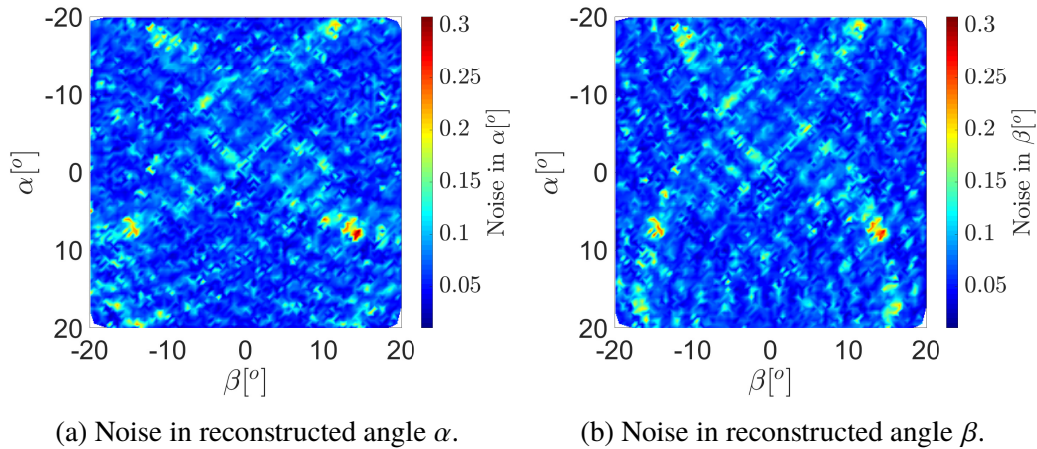 -20
-10
0
10
20
α[°]
-20 -10 0 10 20
β[°]
0.3
0.25
0.2
0.15
0.1
0.05
Noise in α[°]
-20
-10
0
10
20
α[°]
-20 -10 0 10 20
β[°]
0.3
0.25
0.2
0.15
0.1
0.05
Noise in β[°]
(a) Noise in reconstructed angle α.
(b) Noise in reconstructed angle β.